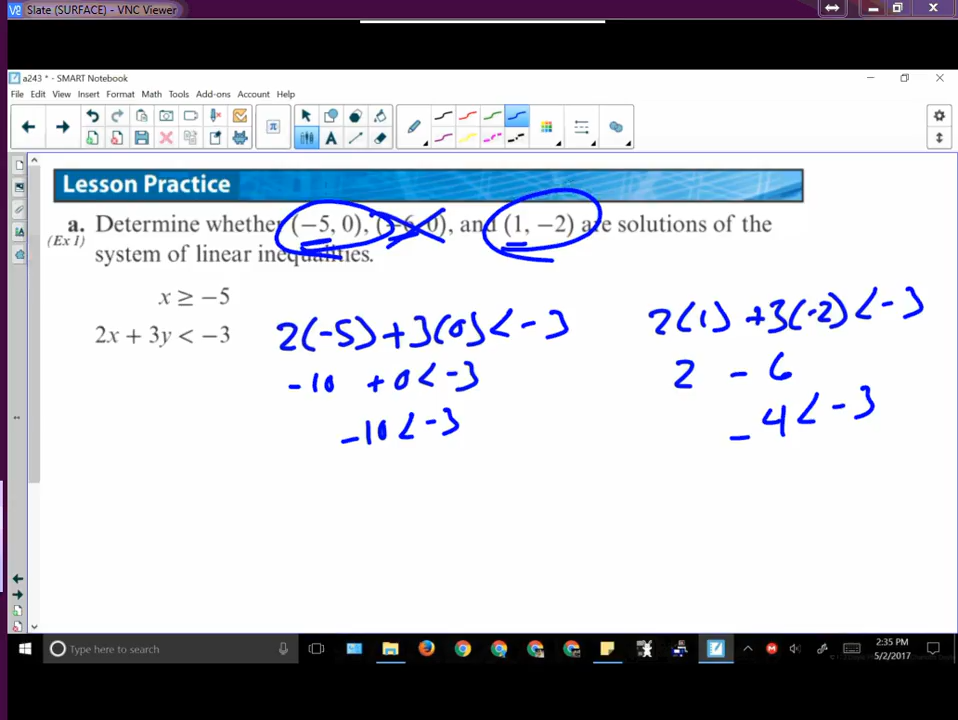 Slate (SURFACE) - VNC Viewer
a243 * - SMART Notebook
File Edit View Insert Format Math Tools Add-ons Account Help
Lesson Practice
a. Determine whether (−5, 0), (−6, 0), and (1, −2) are solutions of the
(Ex 1)
system of linear inequalities.
x ≥ −5
2x + 3y < −3
2(-5)+3(0)<-3
-10 +0<-3
-10<-3
2(1)+3(-2)<-3
2 - 6
-4<-3
Type here to search
2:35 PM
5/2/2017